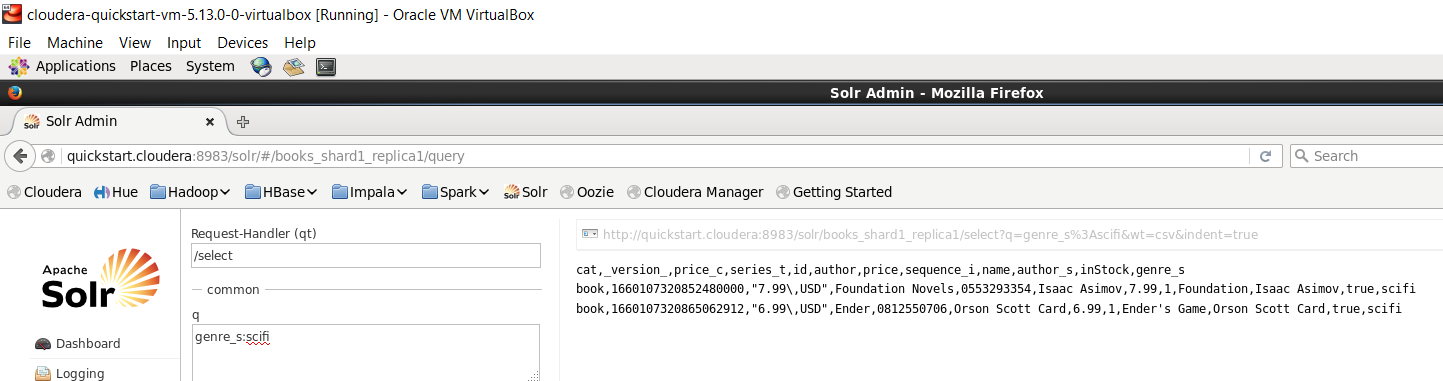 cloudera-quickstart-vm-5.13.0-0-virtualbox [Running] - Oracle VM VirtualBox
File Machine View Input Devices Help
Applications Places System
Solr Admin - Mozilla Firefox
Solr Admin
quickstart.cloudera:8983/solr/#/books_shard1_replica1/query
Search
Cloudera Hue Hadoop HBase Impala Spark Solr Oozie Cloudera Manager Getting Started
Apache
Solr
Dashboard
Logging
Request-Handler (qt)
/select
common
q
genre_s:scifi
http://quickstart.cloudera:8983/solr/books_shard1_replica1/select?q=genre_s%3Ascifi&wt=csv&indent=true
cat,_version_,price_c,series_t,id,author,price,sequence_i,name,author_s,inStock,genre_s
book,1660107320852480000,"7.99\,USD",Foundation Novels,0553293354,Isaac Asimov,7.99,1,Foundation,Isaac Asimov,true,scifi
book,1660107320865062912,"6.99\,USD",Ender,0812550706,Orson Scott Card,6.99,1,Ender's Game,Orson Scott Card,true,scifi